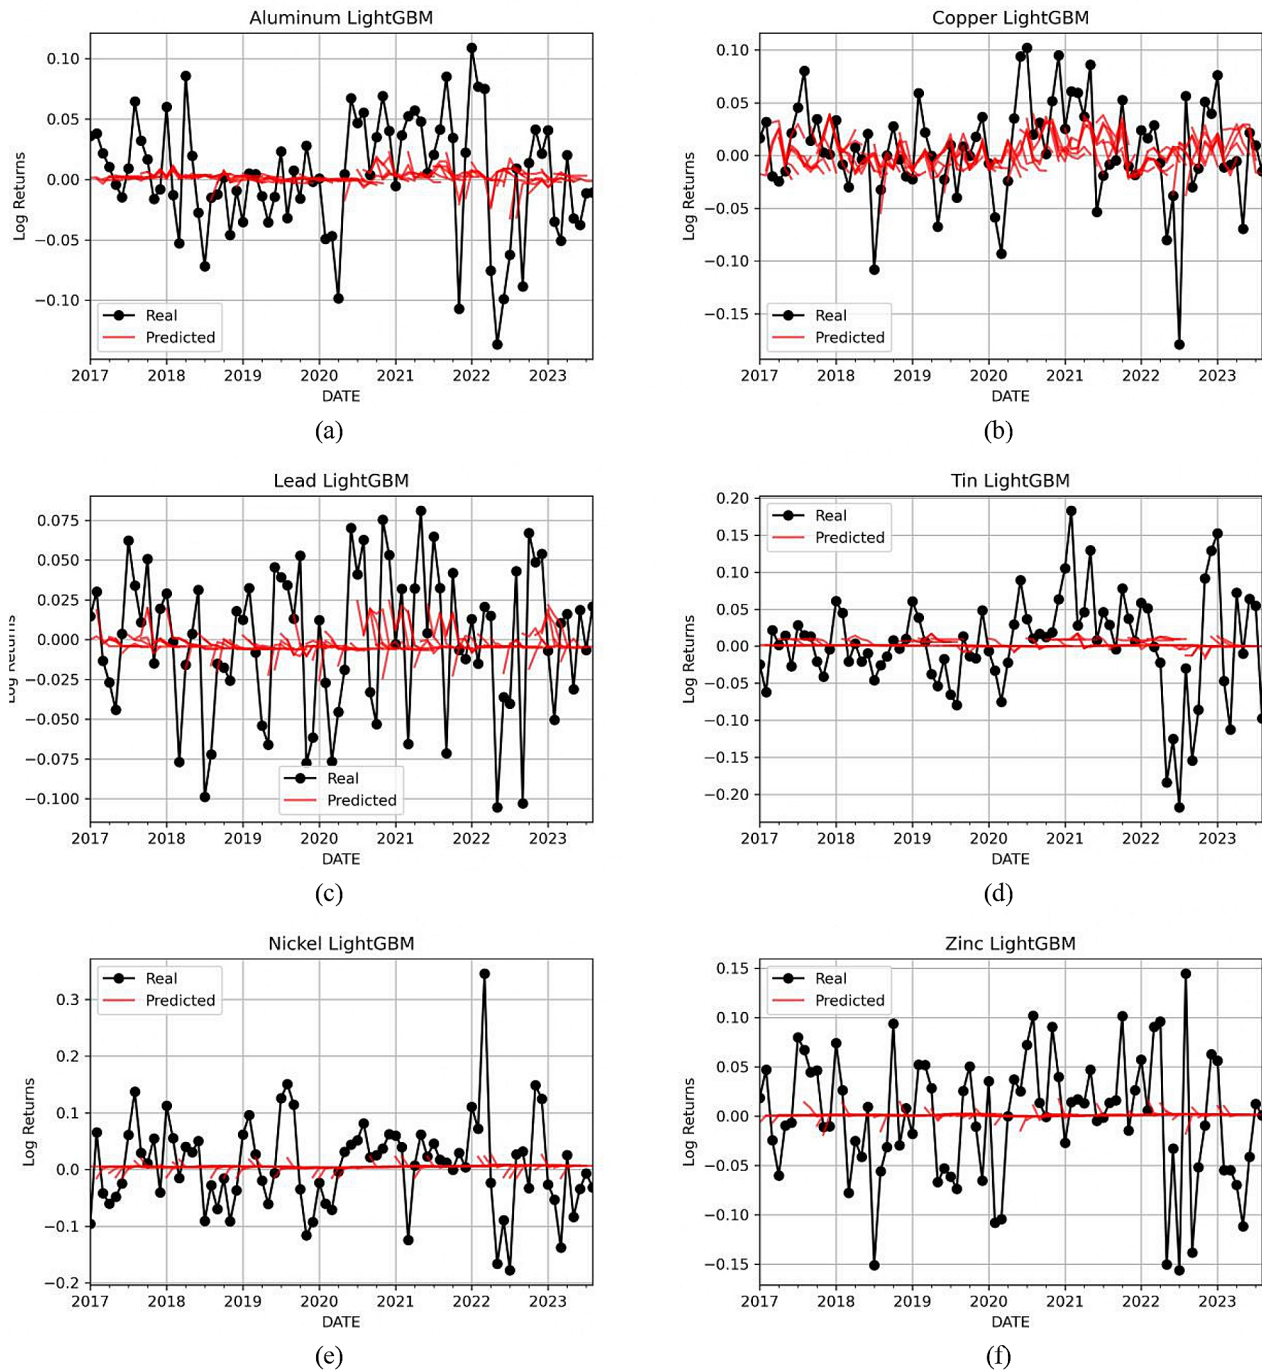 Aluminum LightGBM
0.10
0.05
0.00
−0.05
−0.10
Log Returns
Real
Predicted
2017 2018 2019 2020 2021 2022 2023
DATE
(a)
Copper LightGBM
0.10
0.05
0.00
−0.05
−0.10
−0.15
Log Returns
Real
Predicted
2017 2018 2019 2020 2021 2022 2023
DATE
(b)
Lead LightGBM
0.075
0.050
0.025
0.000
−0.025
−0.050
−0.075
−0.100
Log Returns
Real
Predicted
2017 2018 2019 2020 2021 2022 2023
DATE
(c)
Tin LightGBM
0.20
0.15
0.10
0.05
0.00
−0.05
−0.10
−0.15
−0.20
Log Returns
Real
Predicted
2017 2018 2019 2020 2021 2022 2023
DATE
(d)
Nickel LightGBM
0.3
0.2
0.1
0.0
−0.1
−0.2
Log Returns
Real
Predicted
2017 2018 2019 2020 2021 2022 2023
DATE
(e)
Zinc LightGBM
0.15
0.10
0.05
0.00
−0.05
−0.10
−0.15
Log Returns
Real
Predicted
2017 2018 2019 2020 2021 2022 2023
DATE
(f)